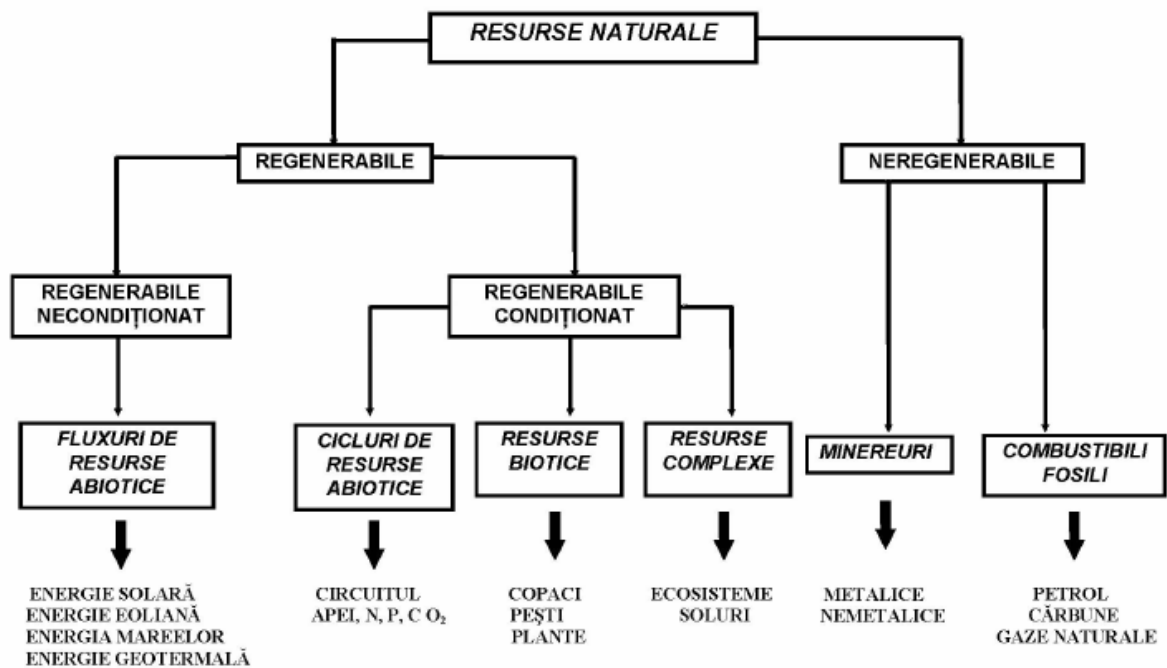 RESURSE NATURALE
REGENERABILE
NEREGENERABILE
REGENERABILE
NECONDIȚIONAT
REGENERABILE
CONDIȚIONAT
FLUXURI DE
RESURSE
ABIOTICE
CICLURI DE
RESURSE
ABIOTICE
RESURSE
BIOTICE
RESURSE
COMPLEXE
MINEREURI
COMBUSTIBILI
FOSILI
ENERGIE SOLARĂ
ENERGIE EOLIANĂ
ENERGIA MAREELOR
ENERGIE GEOTERMALĂ
CIRCUITUL
APEI, N, P, C O₂
COPACI
PEȘTI
PLANTE
ECOSISTEME
SOLURI
METALICE
NEMETALICE
PETROL
CĂRBUNE
GAZE NATURALE